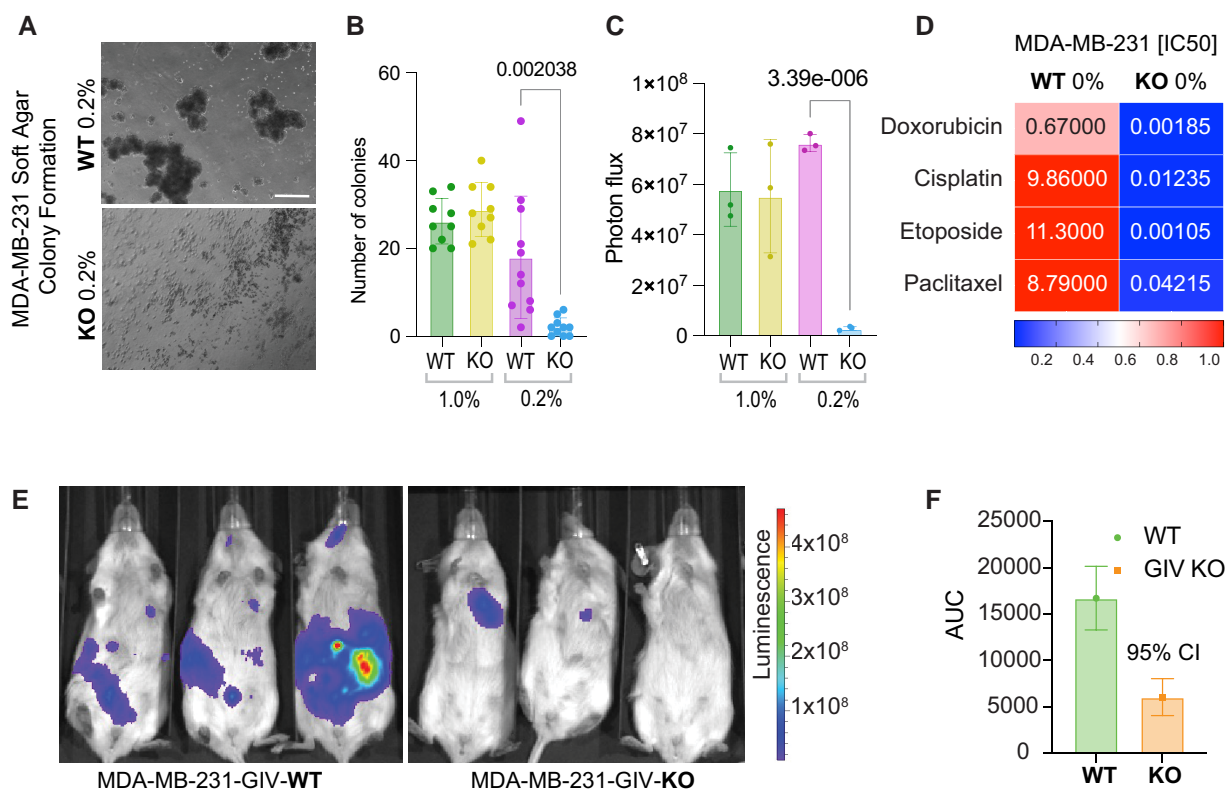 A
MDA-MB-231 Soft Agar
Colony Formation
WT 0.2%
KO 0.2%
B
Number of colonies
60
40
20
0
0.002038
WT KO WT KO
1.0% 0.2%
C
Photon flux
1×10⁸
8×10⁷
6×10⁷
4×10⁷
2×10⁷
0
3.39e-006
WT KO WT KO
1.0% 0.2%
D
MDA-MB-231 [IC50]
WT 0% KO 0%
Doxorubicin 0.67000 0.00185
Cisplatin 9.86000 0.01235
Etoposide 11.3000 0.00105
Paclitaxel 8.79000 0.04215
0.2 0.4 0.6 0.8 1.0
E
Luminescence
4x10⁸
3x10⁸
2x10⁸
1x10⁸
MDA-MB-231-GIV-WT
MDA-MB-231-GIV-KO
F
AUC
25000
20000
15000
10000
5000
0
WT
GIV KO
95% CI
WT KO